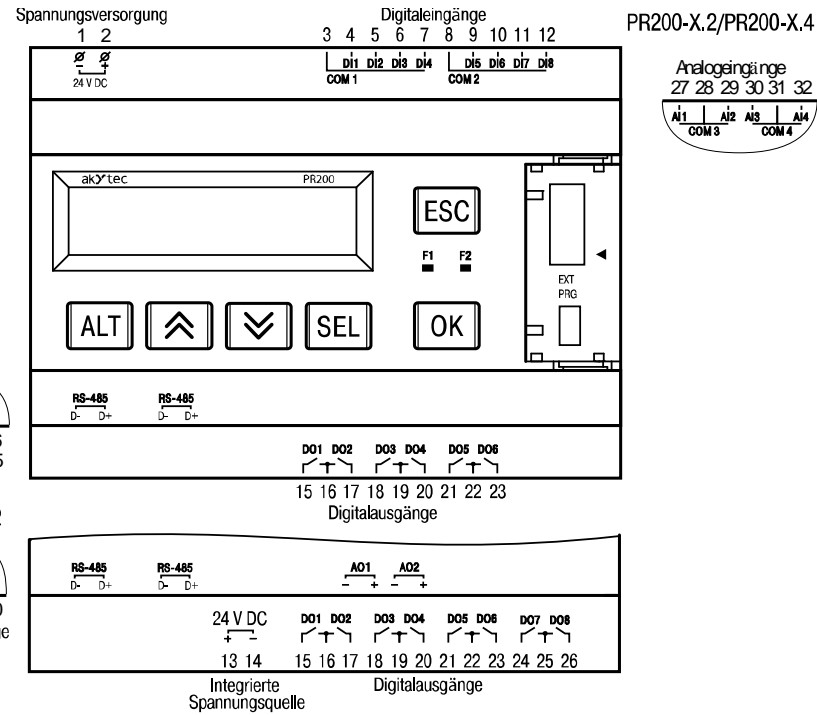 Spannungsversorgung
Digitaleingänge
PR200-X.2/PR200-X.4
1 2
3 4 5 6 7 8 9 10 11 12
DI1 DI2 DI3 DI4 DI5 DI6 DI7 DI8
- +
24 V DC
COM 1 COM 2
Analogeingänge
27 28 29 30 31 32
AI1 AI2 AI3 AI4
COM 3 COM 4
akYtec PR200
ESC
F1 F2
EXT
PRG
ALT SEL OK
RS-485 RS-485
D- D+ D- D+
DO1 DO2 DO3 DO4 DO5 DO6
15 16 17 18 19 20 21 22 23
Digitalausgänge
RS-485 RS-485 AO1 AO2
D- D+ D- D+ - + - +
24 V DC DO1 DO2 DO3 DO4 DO5 DO6 DO7 DO8
+ -
13 14 15 16 17 18 19 20 21 22 23 24 25 26
Integrierte
Spannungsquelle
Digitalausgänge